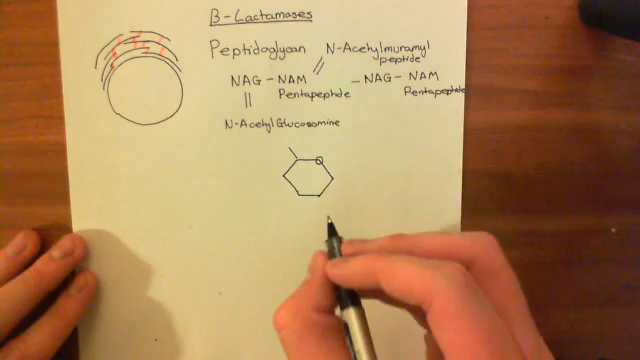 β-Lactamases
Peptidoglycan
N-Acetylmuramyl
peptide
NAG - NAM
- NAG - NAM
Pentapeptide
Pentapeptide
N-Acetyl Glucosamine
O